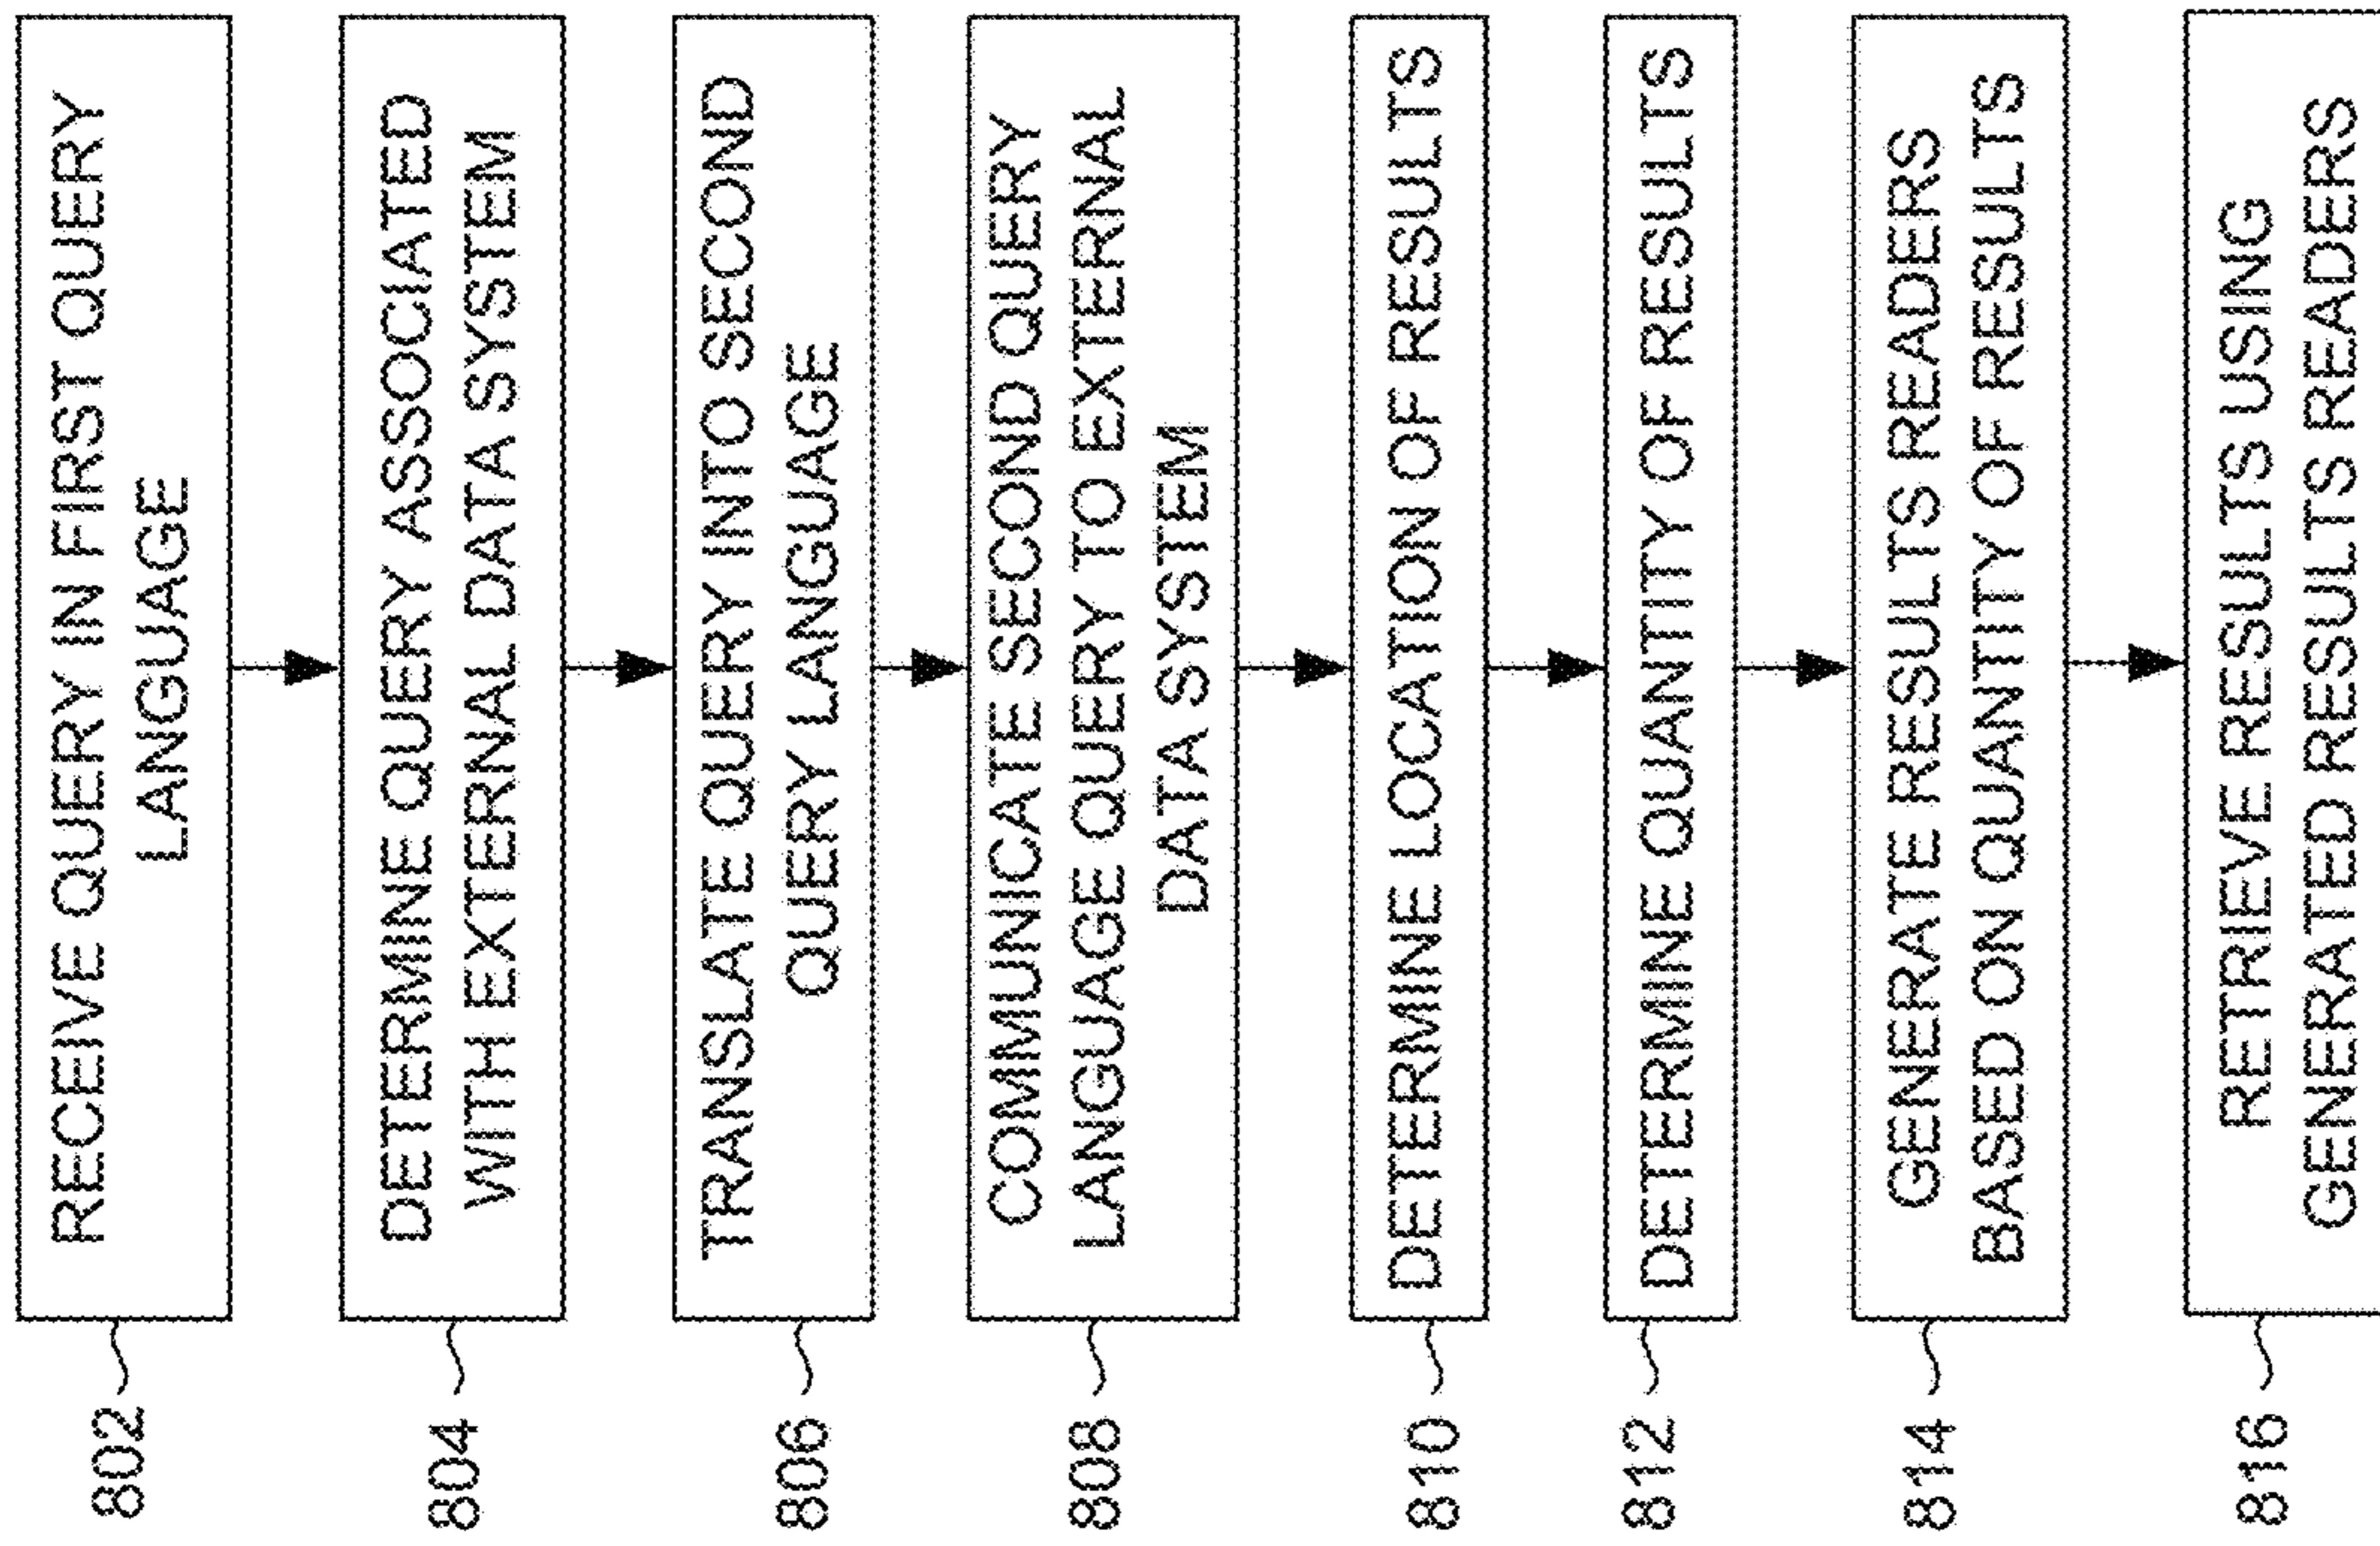 802
RECEIVE QUERY IN FIRST QUERY
LANGUAGE
804
DETERMINE QUERY ASSOCIATED
WITH EXTERNAL DATA SYSTEM
806
TRANSLATE QUERY INTO SECOND
QUERY LANGUAGE
808
COMMUNICATE SECOND QUERY
LANGUAGE QUERY TO EXTERNAL
DATA SYSTEM
810
DETERMINE LOCATION OF RESULTS
812
DETERMINE QUANTITY OF RESULTS
814
GENERATE RESULTS READERS
BASED ON QUANTITY OF RESULTS
816
RETRIEVE RESULTS USING
GENERATED RESULTS READERS